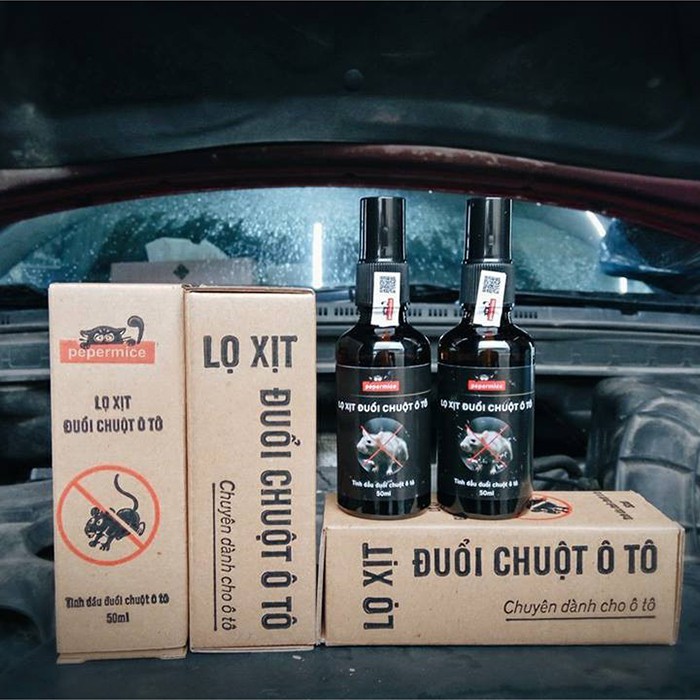 pepermice
LỌ XỊT
ĐUỔI CHUỘT Ô TÔ
Tinh dầu đuổi chuột ô tô
50ml
LỌ XỊT
ĐUỔI CHUỘT Ô TÔ
Chuyên dành cho ô tô
pepermice
LỌ XỊT ĐUỔI CHUỘT Ô TÔ
Tinh dầu đuổi chuột ô tô
50ml
pepermice
LỌ XỊT ĐUỔI CHUỘT Ô TÔ
Tinh dầu đuổi chuột ô tô
50ml
LỌ XỊT
ĐUỔI CHUỘT Ô TÔ
Chuyên dành cho ô tô